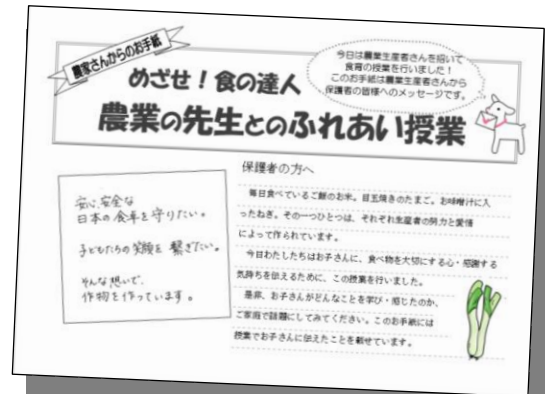 農家さんからのお手紙
めざせ！食の達人
農業の先生とのふれあい授業
今日は農業生産者さんを招いて
食育の授業を行いました！
このお手紙は農業生産者さんから
保護者の皆様へのメッセージです。
安心、安全な
日本の食卓を守りたい。
子どもたちの笑顔を繋ぎたい。
そんな想いで、
作物を作っています。
保護者の方へ
毎日食べているご飯のお米。目玉焼きのたまご。お味噌汁に入
ったねぎ。その一つひとつは、それぞれ生産者の努力と愛情
によって作られています。
今日わたしたちはお子さんに、食べ物を大切にする心・感謝する
気持ちを伝えるために、この授業を行いました。
是非、お子さんがどんなことを学び・感じたのか、
ご家庭で話題にしてみてください。このお手紙には
授業でお子さんに伝えたことを載せています。